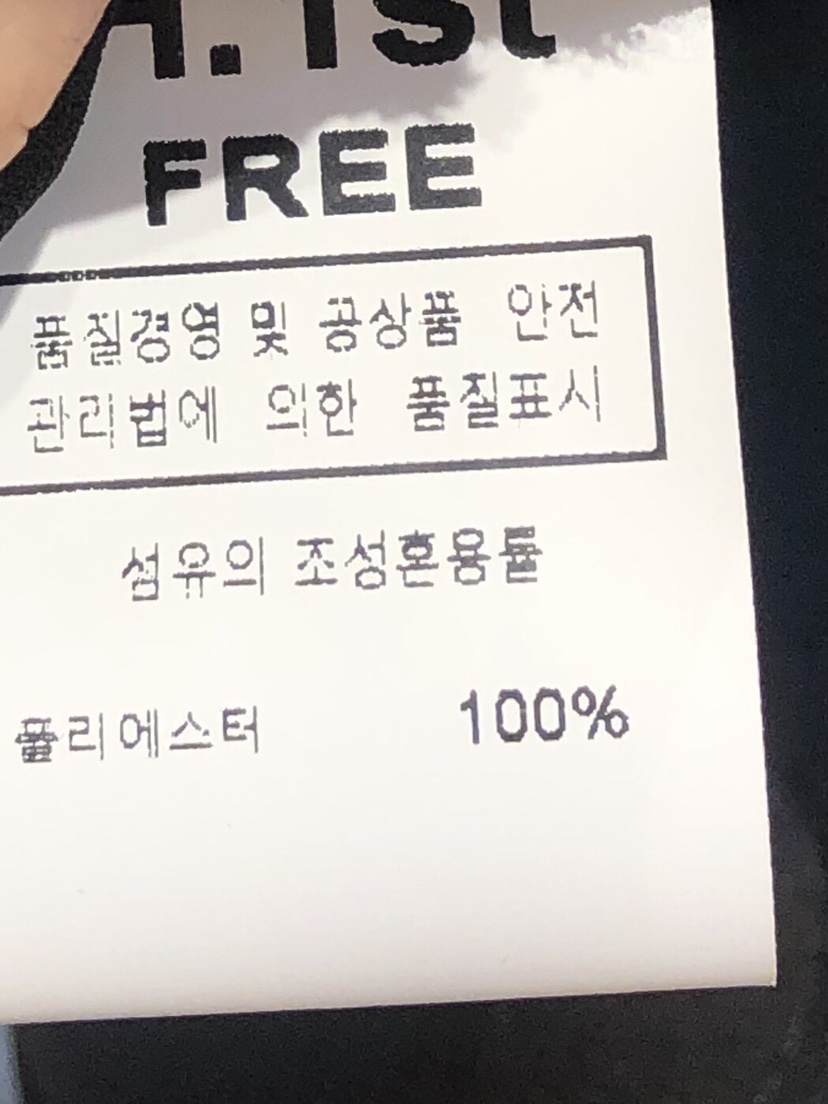 FREE
품질경영 및 공상품 안전
관리법에 의한 품질표시
섬유의 조성혼용률
폴리에스터 100%